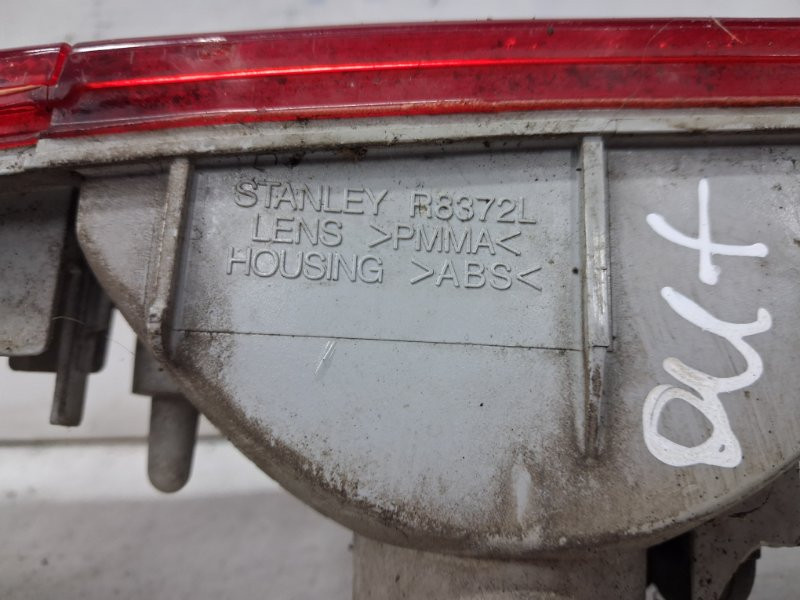 STANLEY R8372L
LENS >PMMA<
HOUSING >ABS<